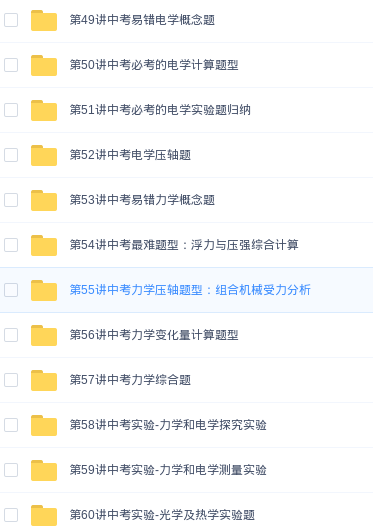 第49讲中考易错电学概念题
第50讲中考必考的电学计算题型
第51讲中考必考的电学实验题归纳
第52讲中考电学压轴题
第53讲中考易错力学概念题
第54讲中考最难题型：浮力与压强综合计算
第55讲中考力学压轴题型：组合机械受力分析
第56讲中考力学变化量计算题型
第57讲中考力学综合题
第58讲中考实验-力学和电学探究实验
第59讲中考实验-力学和电学测量实验
第60讲中考实验-光学及热学实验题